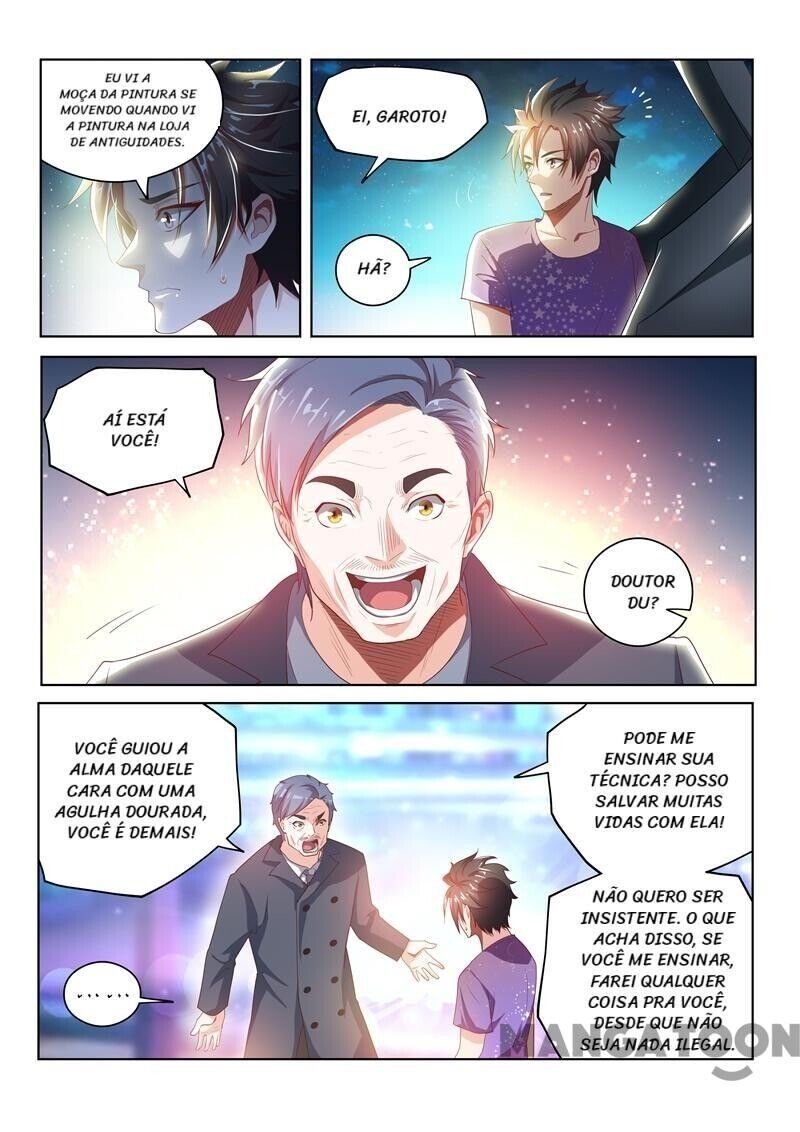 EU VI A
MOÇA DA PINTURA SE
MOVENDO QUANDO VI
A PINTURA NA LOJA
DE ANTIGUIDADES.
EI, GAROTO!
HÃ?
AÍ ESTÁ
VOCÊ!
DOUTOR
DU?
VOCÊ GUIOU A
ALMA DAQUELE
CARA COM UMA
AGULHA DOURADA,
VOCÊ É DEMAIS!
PODE ME
ENSINAR SUA
TÉCNICA? POSSO
SALVAR MUITAS
VIDAS COM ELA!
... ...
NÃO QUERO SER
INSISTENTE. O QUE
ACHA DISSO, SE
VOCÊ ME ENSINAR,
FAREI QUALQUER
COISA PRA VOCÊ,
DESDE QUE NÃO
SEJA NADA ILEGAL.
MANGATOON